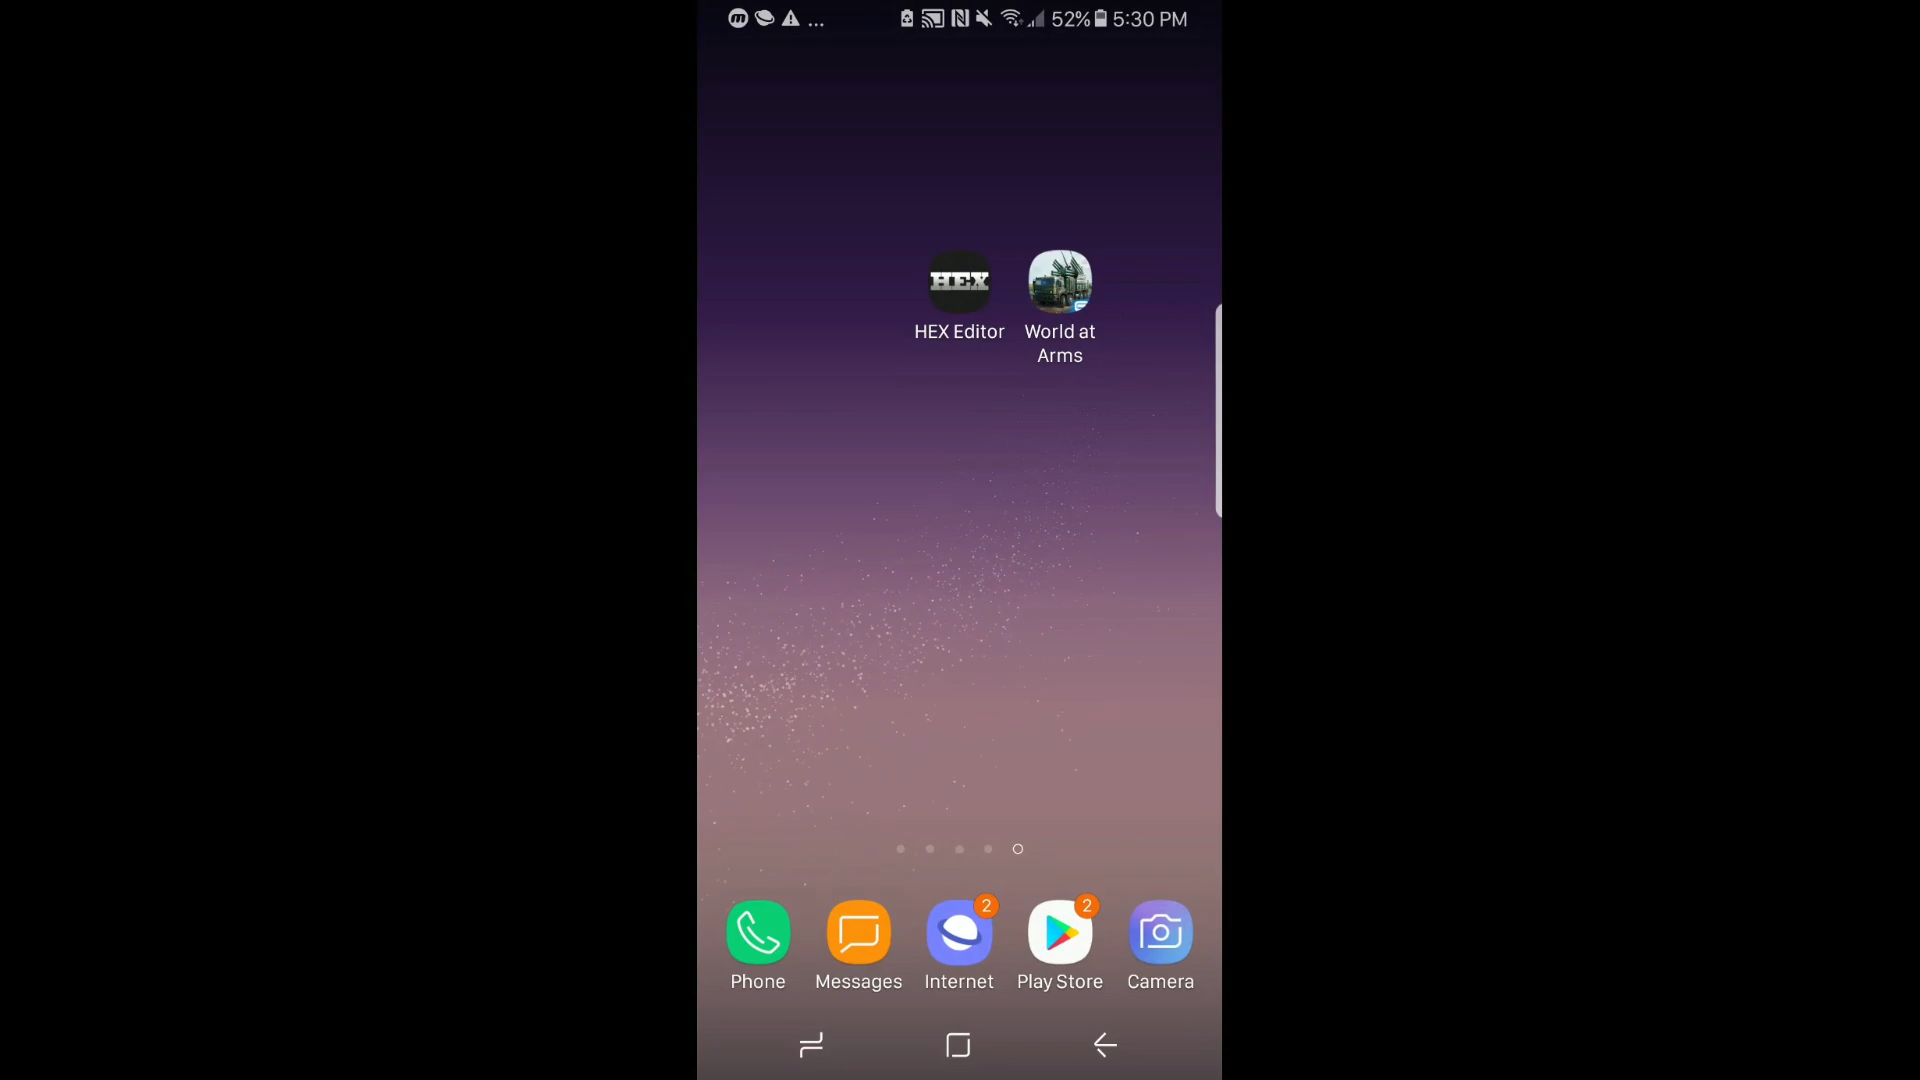 ... 52% 5:30 PM
HEX
HEX Editor
World at
Arms
2
2
Phone
Messages
Internet
Play Store
Camera